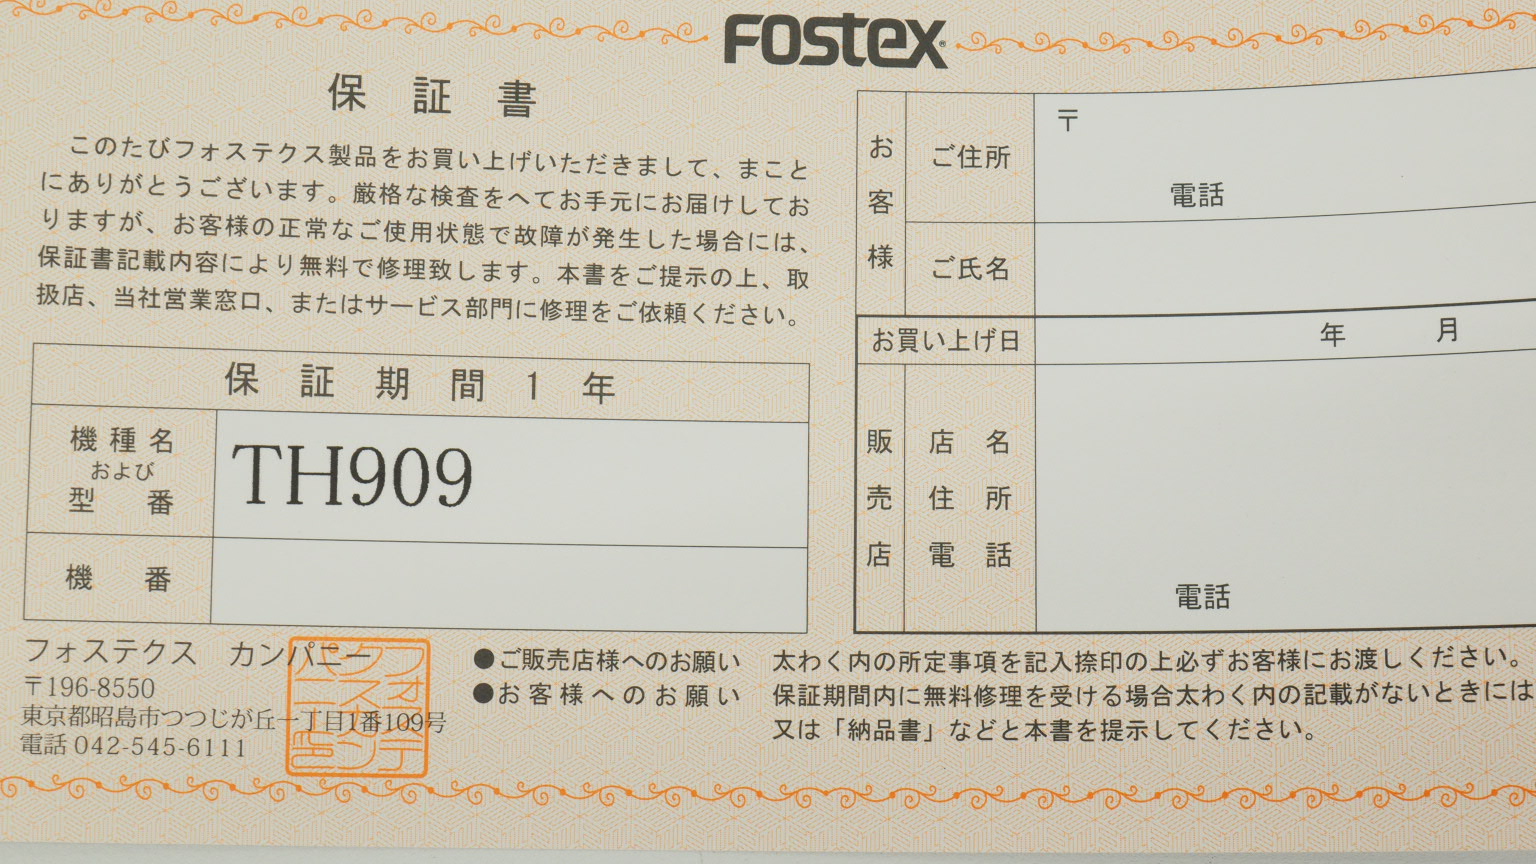 FOSTEX®
保証書
このたびフォステクス製品をお買い上げいただきまして、まこと
にありがとうございます。厳格な検査をへてお手元にお届けしてお
りますが、お客様の正常なご使用状態で故障が発生した場合には、
保証書記載内容により無料で修理致します。本書をご提示の上、取
扱店、当社営業窓口、またはサービス部門に修理をご依頼ください。
保証期間1年
機種名
および
型番
TH909
機番
お客様
ご住所
〒
電話
ご氏名
お買い上げ日
年 月
販売店
店名
住所
電話
電話
フォステクス カンパニー
〒196-8550
東京都昭島市つつじが丘一丁目1番109号
電話 042-545-6111
●ご販売店様へのお願い 太わく内の所定事項を記入捺印の上必ずお客様にお渡しください。
●お客様へのお願い 保証期間内に無料修理を受ける場合太わく内の記載がないときには
又は「納品書」などと本書を提示してください。